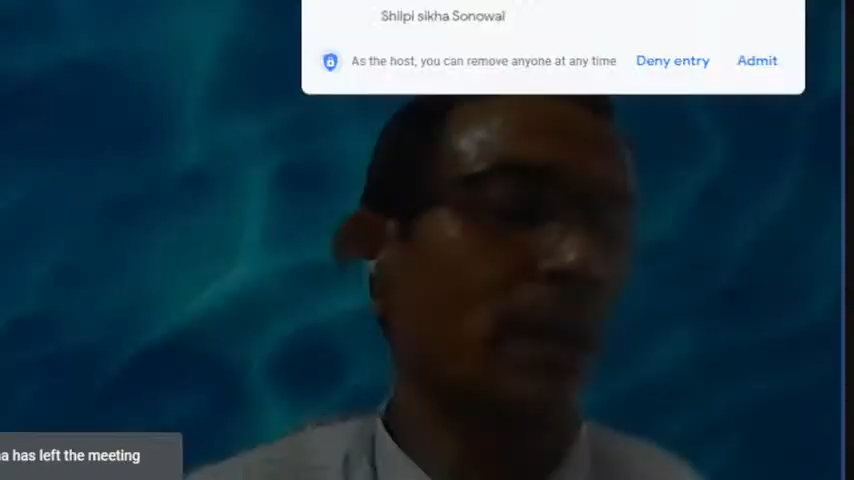 Shilpi sikha Sonowal
As the host, you can remove anyone at any time Deny entry Admit
has left the meeting